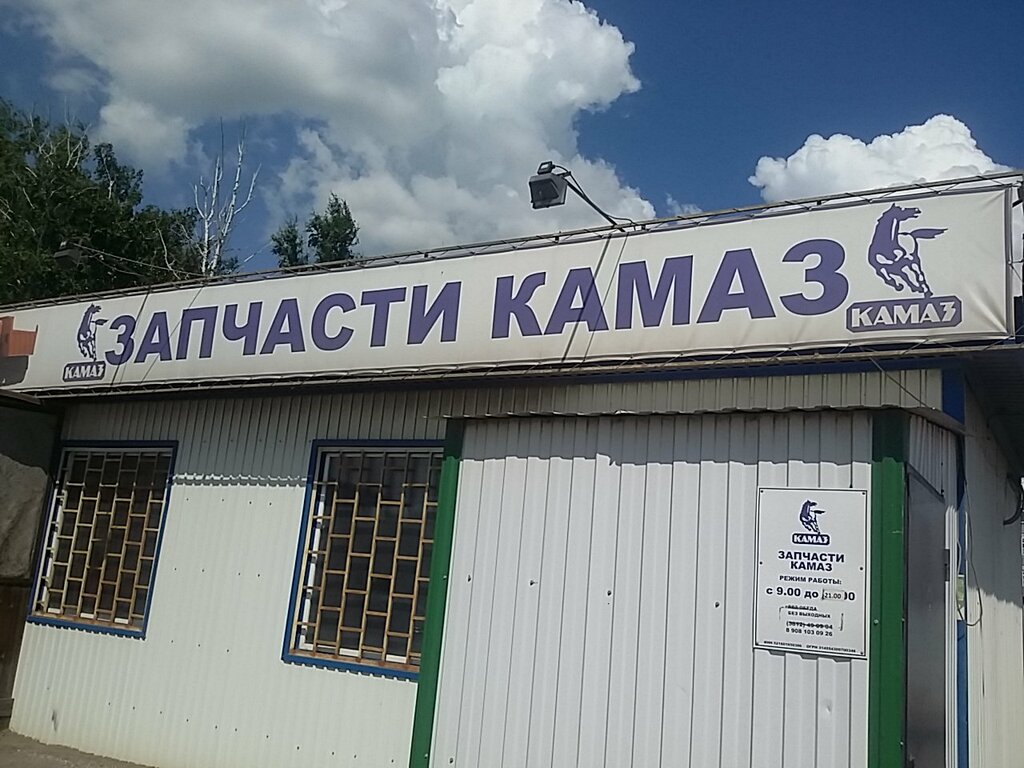 ЗАПЧАСТИ КАМАЗ
КАМАЗ
КАМАЗ
КАМАЗ
ЗАПЧАСТИ
КАМАЗ
РЕЖИМ РАБОТЫ:
с 9.00 до 21.00
БЕЗ ВЫХОДНЫХ
8 908 103 09 26